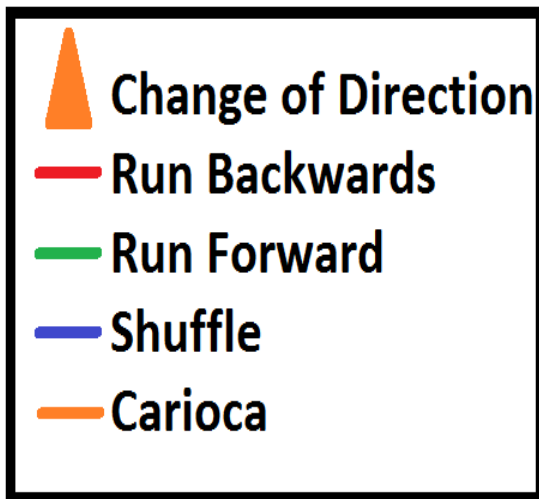 Change of Direction
Run Backwards
Run Forward
Shuffle
Carioca